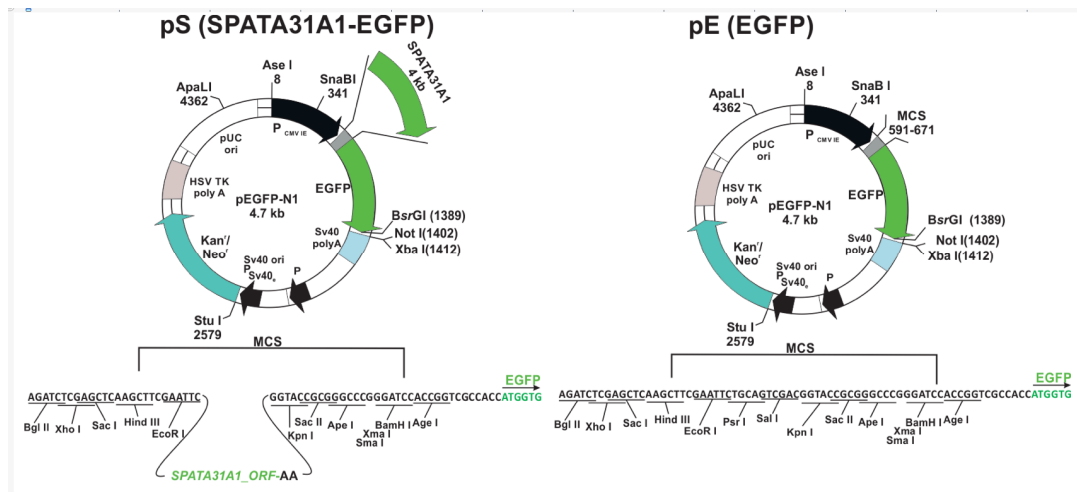 pS (SPATA31A1-EGFP)
Ase I
8
SnaBI
341
SPATA31A1
4 kb
ApaLI
4362
P CMV IE
pUC
ori
HSV TK
poly A
EGFP
pEGFP-N1
4.7 kb
BsrGI (1389)
Not I(1402)
Xba I(1412)
Sv40
polyA
Kanr/
Neor
Sv40 ori
P
Sv40e
P
Stu I
2579
MCS
EGFP
AGATCTCGAGCTCAAGCTTCGAATTC
GGTACCGCGGGCCCGGGATCCACCGGTCGCCACCATGGTG
Bgl II
Xho I
Sac I
Hind III
EcoR I
Kpn I
Sac II
Ape I
Xma I
Sma I
BamH I
Age I
SPATA31A1_ORF-AA
pE (EGFP)
Ase I
8
SnaB I
341
ApaLI
4362
MCS
591-671
P CMV IE
pUC
ori
HSV TK
poly A
EGFP
pEGFP-N1
4.7 kb
BsrGI (1389)
Not I(1402)
Xba I(1412)
Sv40
polyA
Kanr/
Neor
Sv40 ori
P
Sv40e
P
Stu I
2579
MCS
EGFP
AGATCTCGAGCTCAAGCTTCGAATTCTGCAGTCGACGGTACCGCGGGCCCGGGATCCACCGGTCGCCACCATGGTG
Bgl II
Xho I
Sac I
Hind III
EcoR I
Psr I
Sal I
Kpn I
Sac II
Ape I
Xma I
Sma I
BamH I
Age I